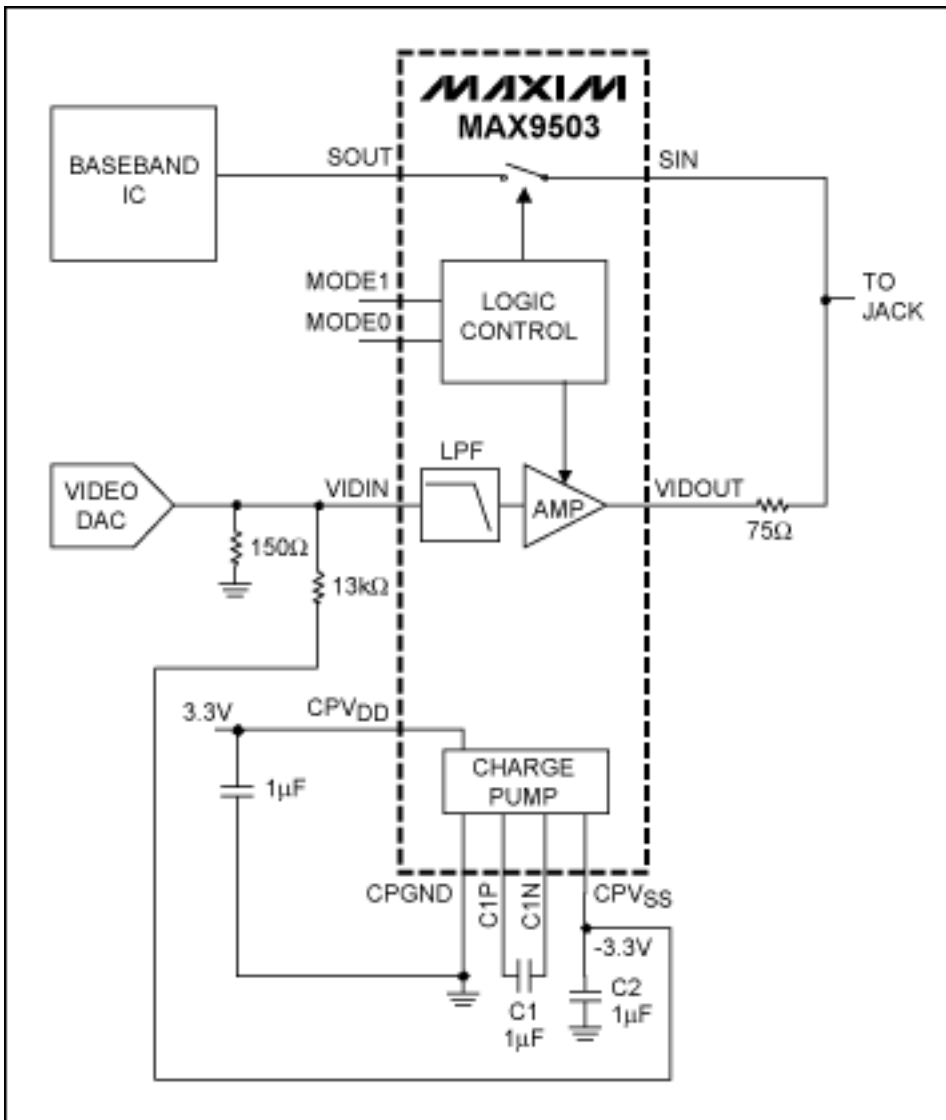 MAXIM
MAX9503
BASEBAND
IC
SOUT
SIN
MODE1
MODE0
LOGIC
CONTROL
TO
JACK
LPF
VIDEO
DAC
VIDIN
AMP
VIDOUT
75Ω
150Ω
13kΩ
3.3V
CPVDD
1µF
CHARGE
PUMP
CPGND
C1P
C1N
CPVSS
-3.3V
C1
1µF
C2
1µF